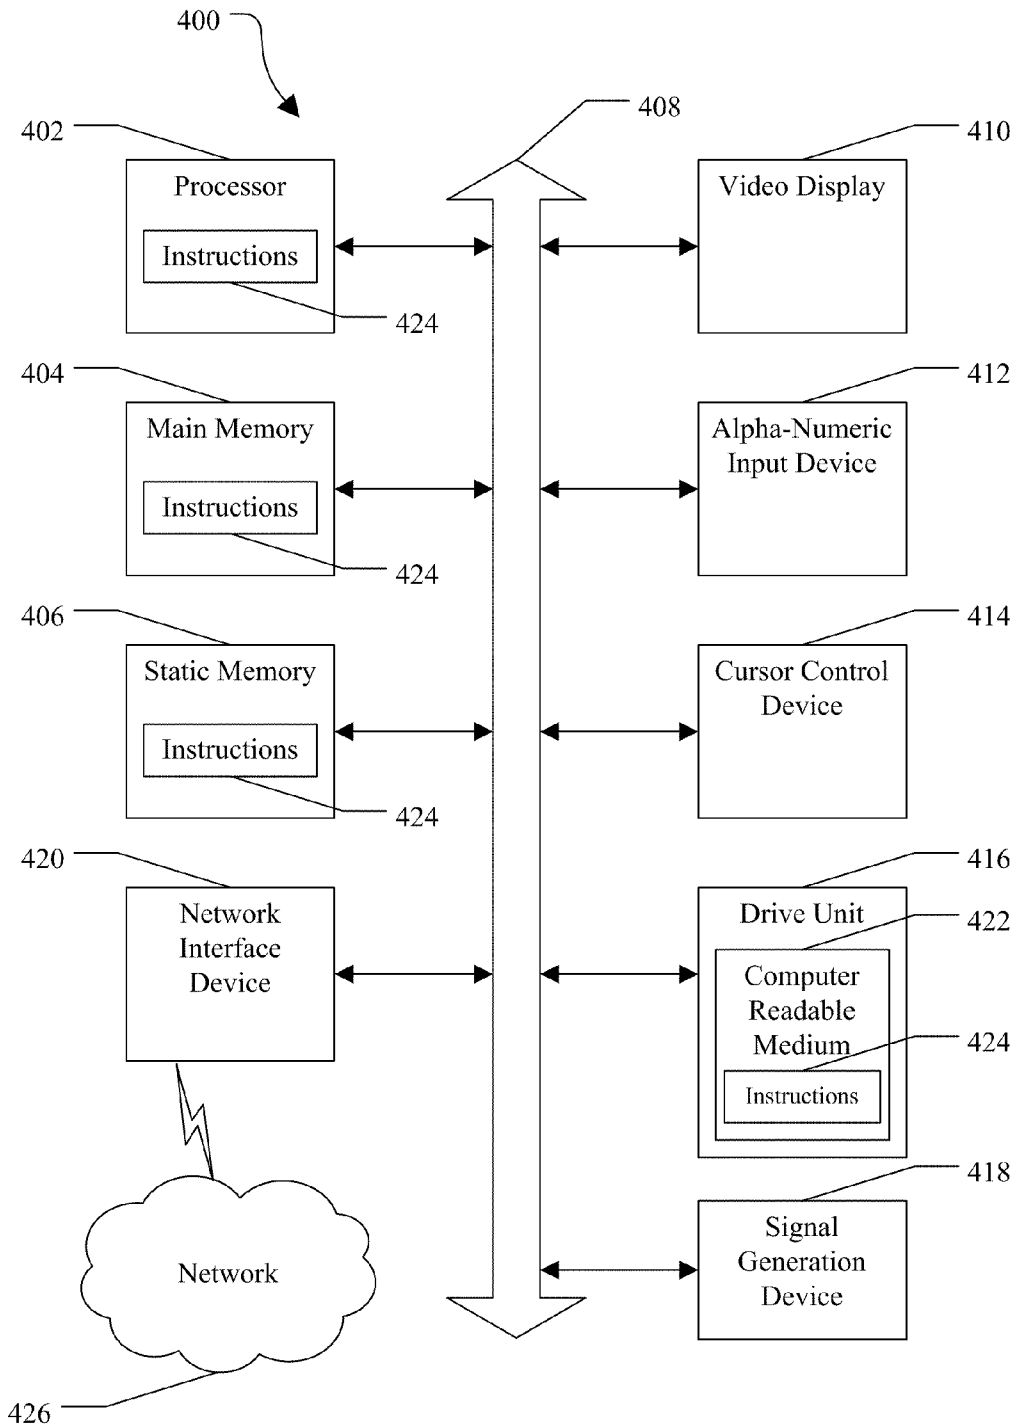 400
408
402
410
Processor
Video Display
Instructions
424
404
412
Main Memory
Alpha-Numeric
Input Device
Instructions
424
406
414
Static Memory
Cursor Control
Device
Instructions
424
420
416
Network
Interface
Device
Drive Unit
422
Computer
Readable
Medium
424
Instructions
418
Signal
Generation
Device
Network
426